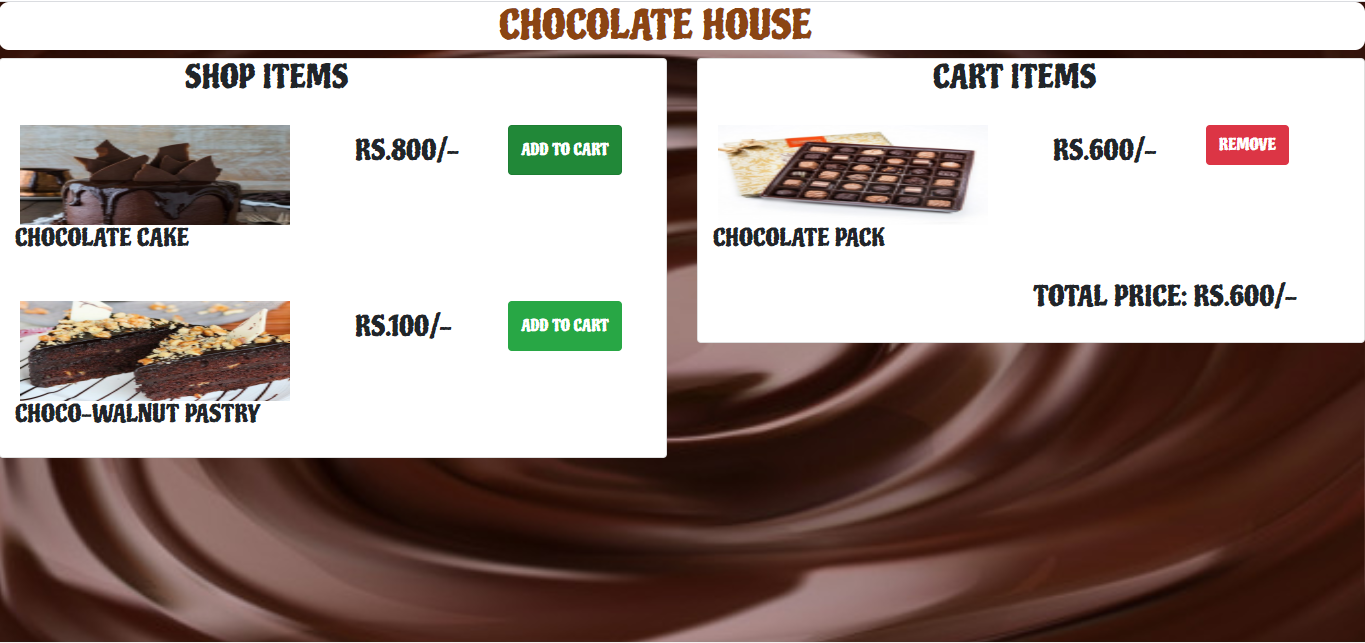 CHOCOLATE HOUSE
SHOP ITEMS
RS.800/-
ADD TO CART
CHOCOLATE CAKE
RS.100/-
ADD TO CART
CHOCO-WALNUT PASTRY
CART ITEMS
RS.600/-
REMOVE
CHOCOLATE PACK
TOTAL PRICE: RS.600/-